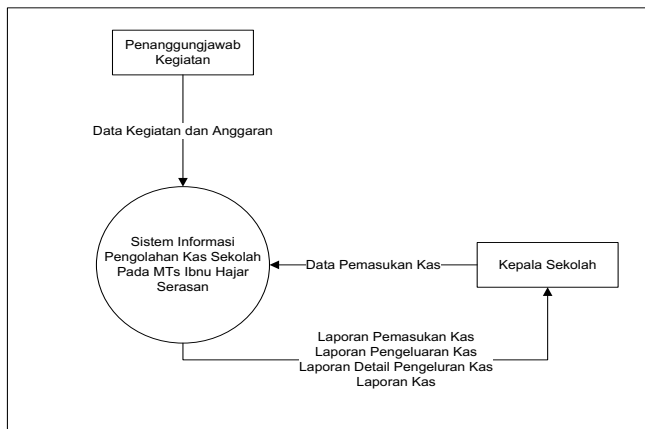 Penanggungjawab
Kegiatan
Data Kegiatan dan Anggaran
Sistem Informasi
Pengolahan Kas Sekolah
Pada MTs Ibnu Hajar
Serasan
Data Pemasukan Kas
Kepala Sekolah
Laporan Pemasukan Kas
Laporan Pengeluaran Kas
Laporan Detail Pengeluran Kas
Laporan Kas